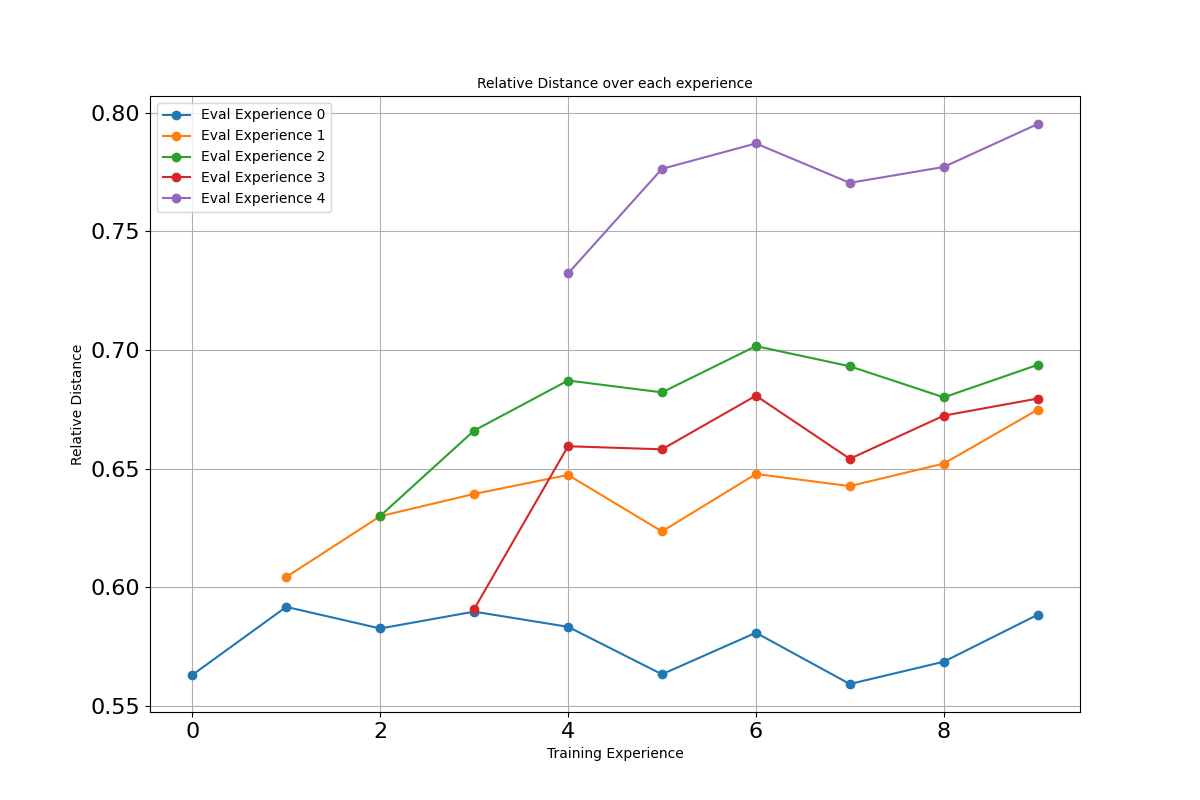 Relative Distance over each experience
Eval Experience 0
Eval Experience 1
Eval Experience 2
Eval Experience 3
Eval Experience 4
0.80
0.75
0.70
0.65
0.60
0.55
Relative Distance
0 2 4 6 8
Training Experience